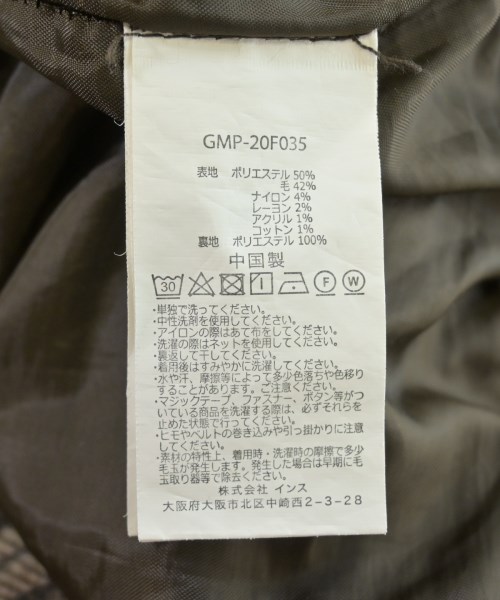 GMP-20F035
表地 ポリエステル 50%
毛 42%
ナイロン 4%
レーヨン 2%
アクリル 1%
コットン 1%
裏地 ポリエステル 100%
中国製
30 F W
・単独で洗ってください。
・中性洗剤を使用してください。
・アイロンの際はあて布をしてください。
・洗濯の際はネットを使用してください。
・裏返して干してください。
・着用後はすみやかに洗濯してください。
・水や汗、摩擦等によって多少色落ちや色移り
することがあります。ご注意ください。
・マジックテープ、ファスナー、ボタン等がつ
いている商品を洗濯する際は、必ずそれらを
止めた状態で行ってください。
・ヒモやベルトの巻き込みや引っ掛かりに注意
してください。
・素材の特性上、着用時・洗濯時の摩擦で多少
毛玉が発生します。発生した場合は早期に毛
玉取り器等で除去ください。
株式会社 インス
大阪府大阪市北区中崎西2-3-28